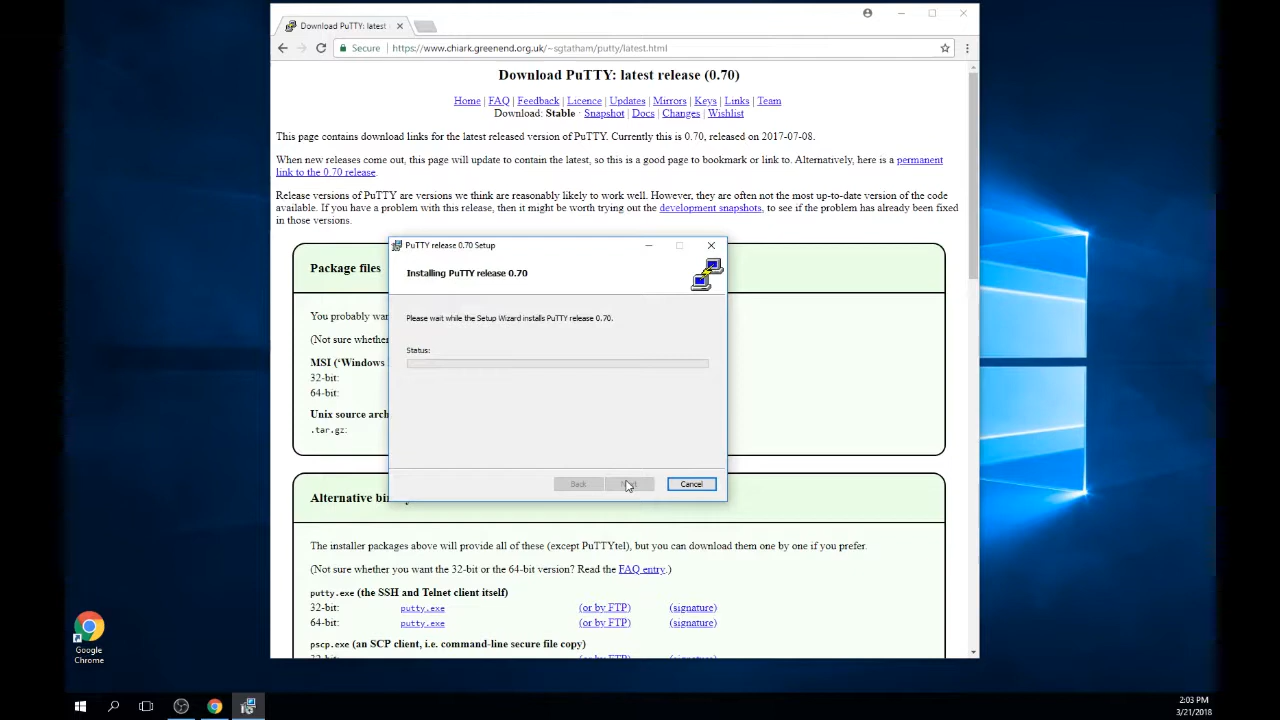 Download PuTTY: latest
Secure
https://www.chiark.greenend.org.uk/~sgtatham/putty/latest.html
Download PuTTY: latest release (0.70)
Home | FAQ | Feedback | Licence | Updates | Mirrors | Keys | Links | Team
Download: Stable · Snapshot | Docs | Changes | Wishlist
This page contains download links for the latest released version of PuTTY. Currently this is 0.70, released on 2017-07-08.
When new releases come out, this page will update to contain the latest, so this is a good page to bookmark or link to. Alternatively, here is a permanent
link to the 0.70 release.
Release versions of PuTTY are versions we think are reasonably likely to work well. However, they are often not the most up-to-date version of the code
available. If you have a problem with this release, then it might be worth trying out the development snapshots, to see if the problem has already been fixed
in those versions.
Package files
You probably
(Not sure
MSI (‘Windows
32-bit:
64-bit:
Unix source
.tar.gz:
PuTTY release 0.70 Setup
Installing PuTTY release 0.70
Please wait while the Setup Wizard installs PuTTY release 0.70.
Status:
Back
Cancel
Alternative
The installer packages above will provide all of these (except PuTTYtel), but you can download them one by one if you prefer.
(Not sure whether you want the 32-bit or the 64-bit version? Read the FAQ entry.)
putty.exe (the SSH and Telnet client itself)
32-bit: putty.exe (or by FTP) (signature)
64-bit: putty.exe (or by FTP) (signature)
pscp.exe (an SCP client, i.e. command-line secure file copy)
Google
Chrome
2:03 PM
3/21/2018